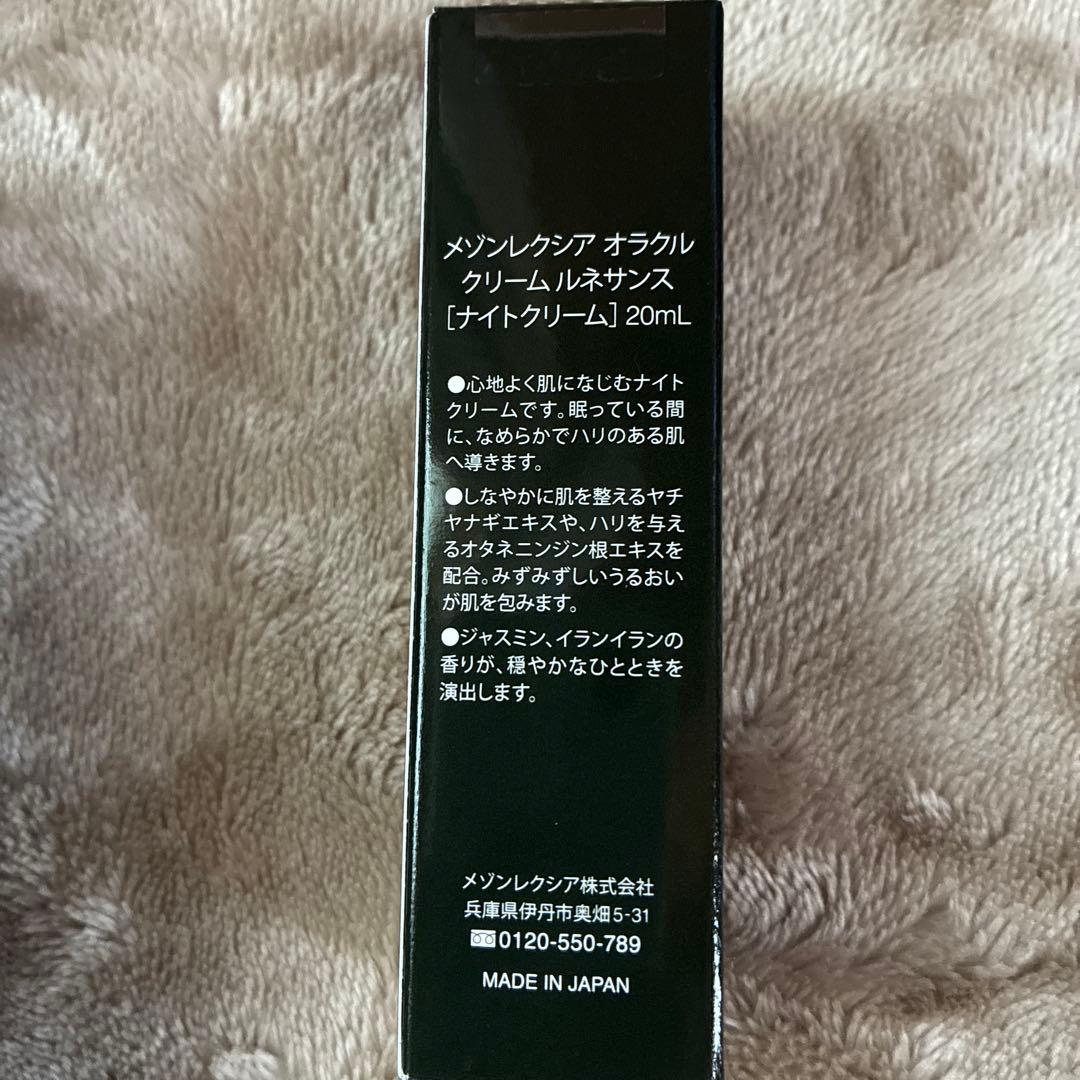 メゾンレクシア オラクル
クリーム ルネサンス
[ナイトクリーム] 20mL
●心地よく肌になじむナイト
クリームです。眠っている間
に、なめらかでハリのある肌
へ導きます。
●しなやかに肌を整えるヤチ
ヤナギエキスや、ハリを与え
るオタネニンジン根エキスを
配合。みずみずしいうるおい
が肌を包みます。
●ジャスミン、イランイランの
香りが、穏やかなひとときを
演出します。
メゾンレクシア株式会社
兵庫県伊丹市奥畑5-31
0120-550-789
MADE IN JAPAN